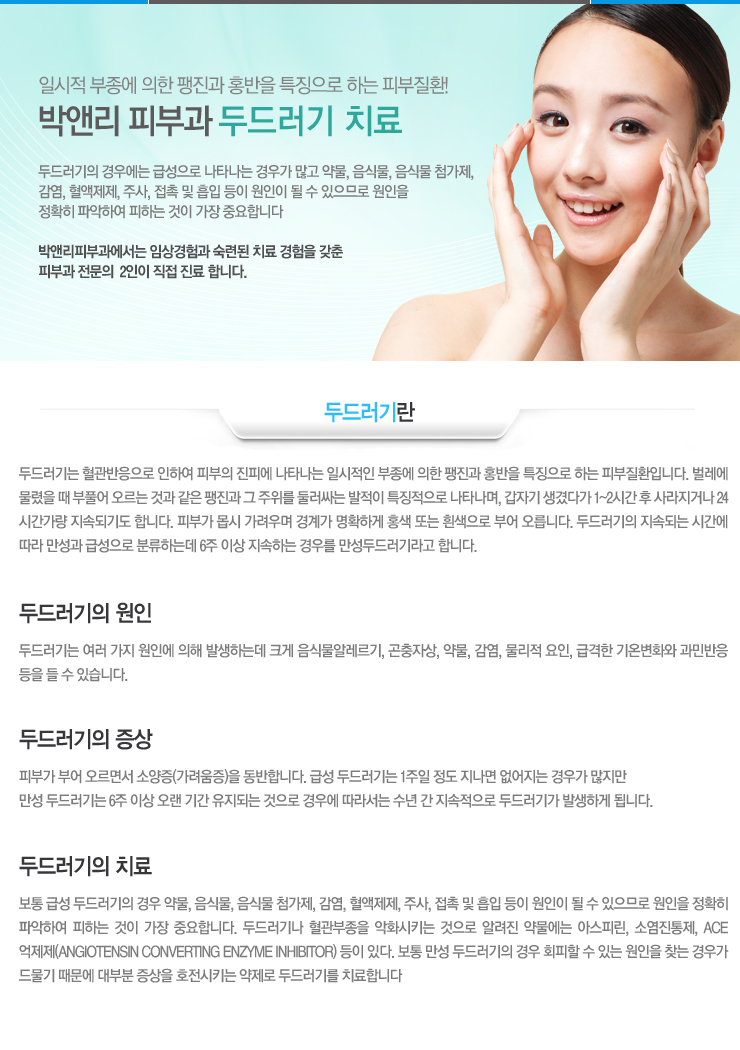 일시적 부종에 의한 팽진과 홍반을 특징으로 하는 피부질환!
박앤리 피부과 두드러기 치료
두드러기의 경우에는 급성으로 나타나는 경우가 많고 약물, 음식물, 음식물 첨가제,
감염, 혈액제제, 주사, 접촉 및 흡입 등이 원인이 될 수 있으므로 원인을
정확히 파악하여 피하는 것이 가장 중요합니다
박앤리피부과에서는 임상경험과 숙련된 치료 경험을 갖춘
피부과 전문의 2인이 직접 진료 합니다.
두드러기란
두드러기는 혈관반응으로 인하여 피부의 진피에 나타나는 일시적인 부종에 의한 팽진과 홍반을 특징으로 하는 피부질환입니다. 벌레에
물렸을 때 부풀어 오르는 것과 같은 팽진과 그 주위를 둘러싸는 발적이 특징적으로 나타나며, 갑자기 생겼다가 1~2시간 후 사라지거나 24
시간가량 지속되기도 합니다. 피부가 몹시 가려우며 경계가 명확하게 홍색 또는 흰색으로 부어 오릅니다. 두드러기의 지속되는 시간에
따라 만성과 급성으로 분류하는데 6주 이상 지속하는 경우를 만성두드러기라고 합니다.
두드러기의 원인
두드러기는 여러 가지 원인에 의해 발생하는데 크게 음식물알레르기, 곤충자상, 약물, 감염, 물리적 요인, 급격한 기온변화와 과민반응
등을 들 수 있습니다.
두드러기의 증상
피부가 부어 오르면서 소양증(가려움증)을 동반합니다. 급성 두드러기는 1주일 정도 지나면 없어지는 경우가 많지만
만성 두드러기는 6주 이상 오랜 기간 유지되는 것으로 경우에 따라서는 수년 간 지속적으로 두드러기가 발생하게 됩니다.
두드러기의 치료
보통 급성 두드러기의 경우 약물, 음식물, 음식물 첨가제, 감염, 혈액제제, 주사, 접촉 및 흡입 등이 원인이 될 수 있으므로 원인을 정확히
파악하여 피하는 것이 가장 중요합니다. 두드러기나 혈관부종을 악화시키는 것으로 알려진 약물에는 아스피린, 소염진통제, ACE
억제제(ANGIOTENSIN CONVERTING ENZYME INHIBITOR) 등이 있다. 보통 만성 두드러기의 경우 회피할 수 있는 원인을 찾는 경우가
드물기 때문에 대부분 증상을 호전시키는 약제로 두드러기를 치료합니다